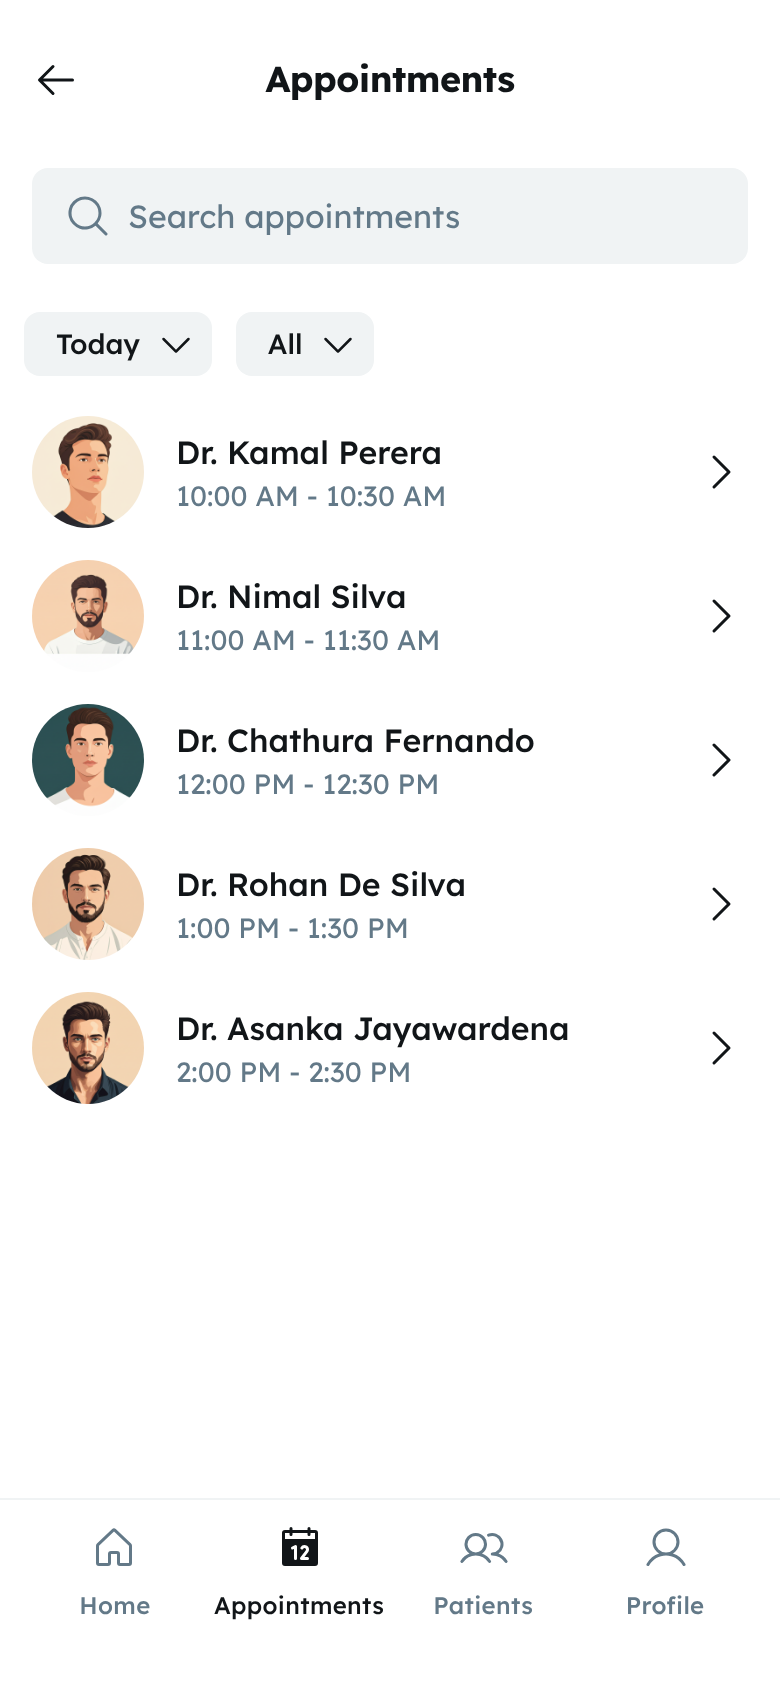 Appointments
Search appointments
Today
All
Dr. Kamal Perera
10:00 AM - 10:30 AM
Dr. Nimal Silva
11:00 AM - 11:30 AM
Dr. Chathura Fernando
12:00 PM - 12:30 PM
Dr. Rohan De Silva
1:00 PM - 1:30 PM
Dr. Asanka Jayawardena
2:00 PM - 2:30 PM
12
Home
Appointments
Patients
Profile